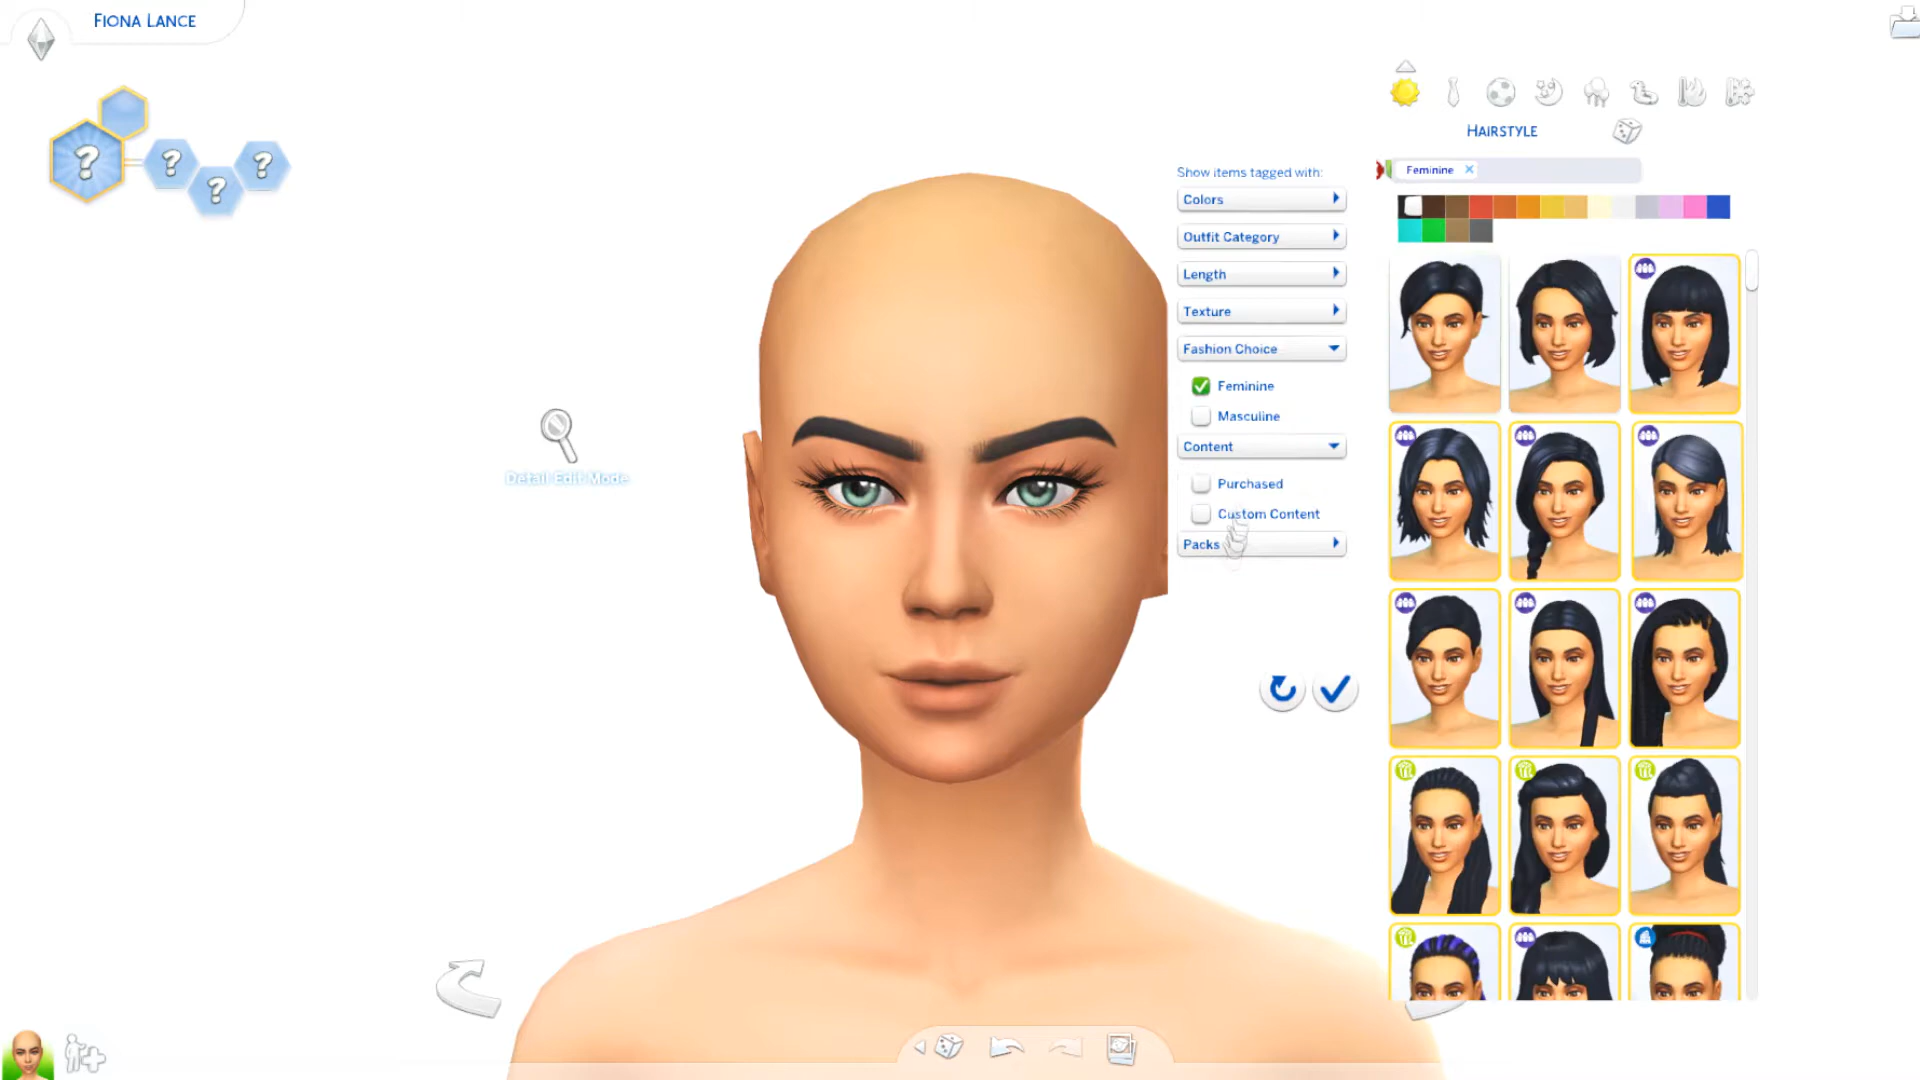 FIONA LANCE
?
?
?
?
HAIRSTYLE
Show items tagged with:
Feminine ×
Colors
Outfit Category
Length
Texture
Fashion Choice
Feminine
Masculine
Content
Purchased
Custom Content
Packs
Detail Edit Mode